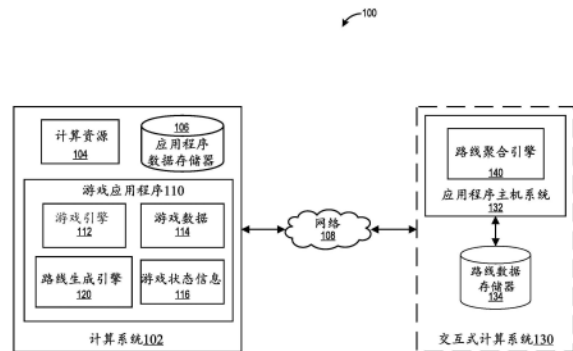 100
计算资源
104
106
应用程序
数据存储器
游戏应用程序110
游戏引擎
112
游戏数据
114
路线生成引擎
120
游戏状态信息
116
计算系统102
网络
108
路线聚合引擎
140
应用程序主机系统
132
路线数据
存储器
134
交互式计算系统130